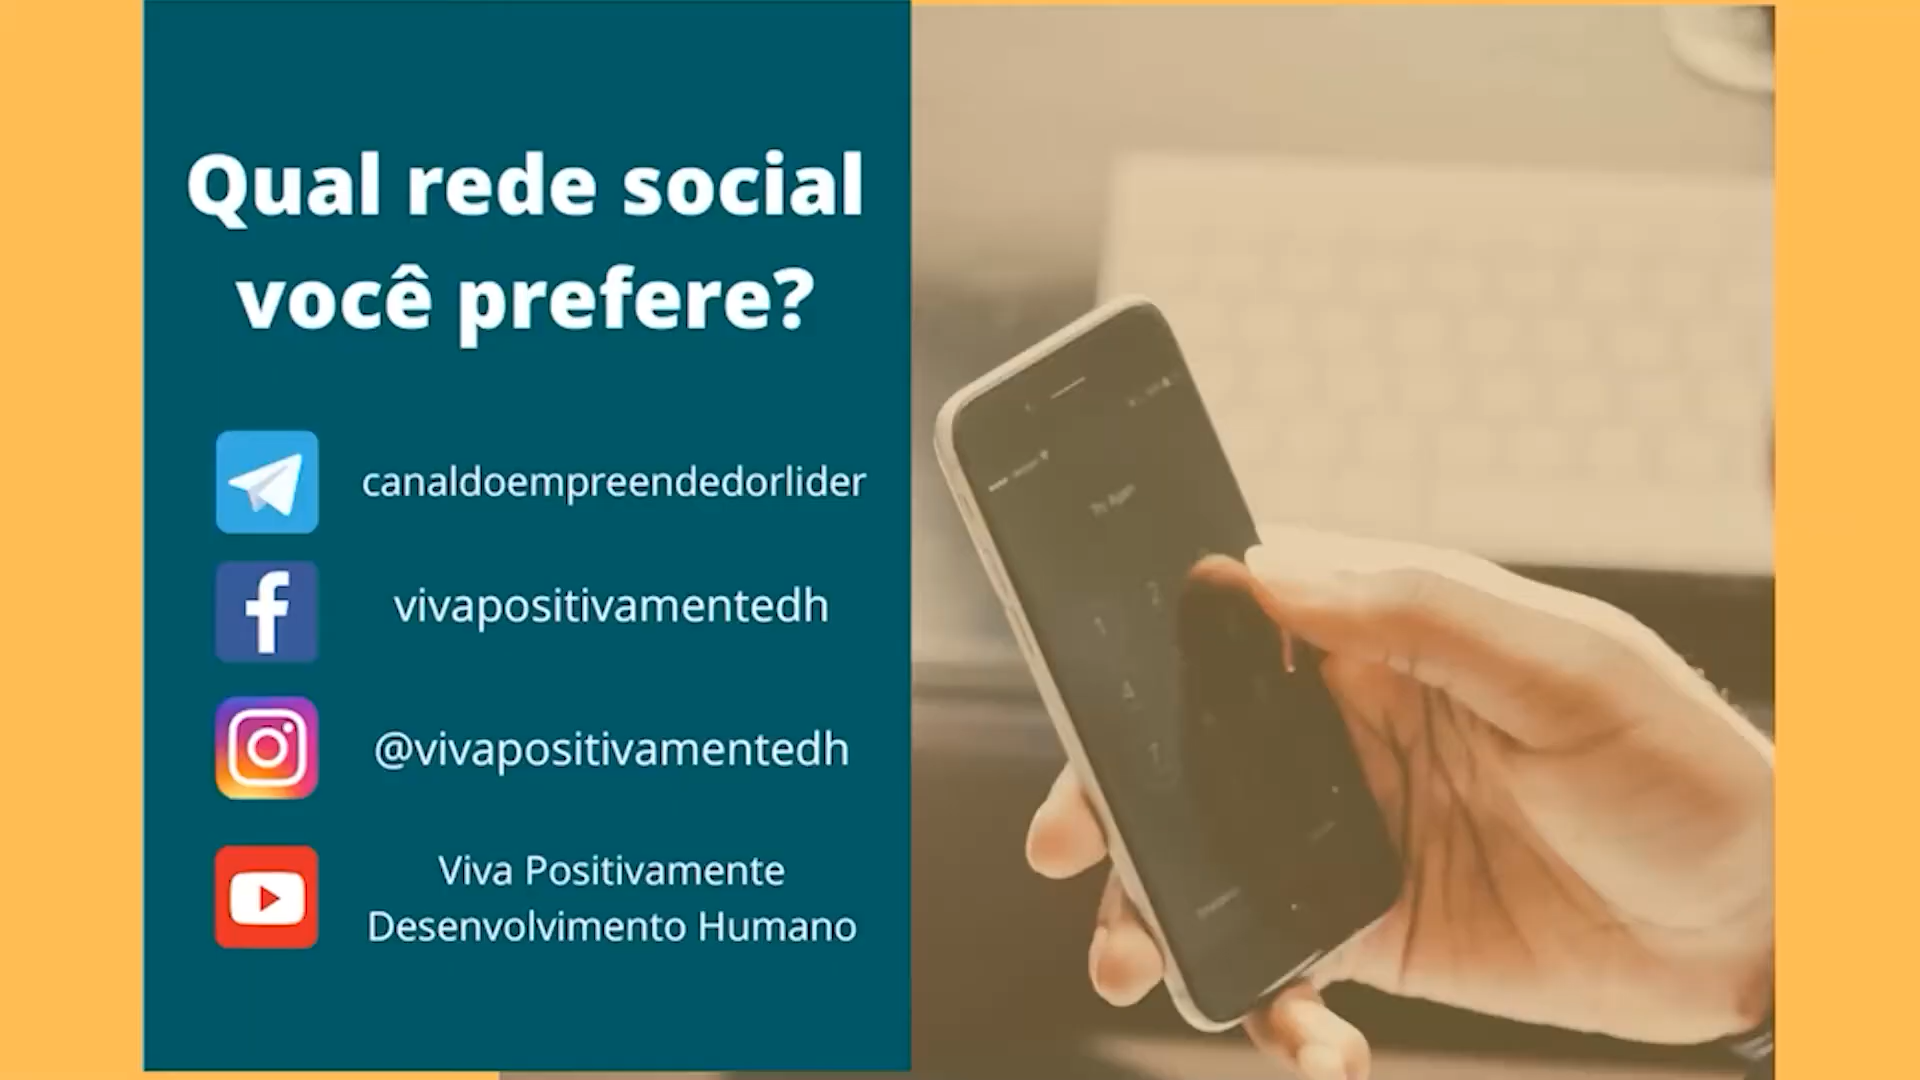 Qual rede social
você prefere?
canaldoempreendedorlider
vivapositivamentedh
@vivapositivamentedh
Viva Positivamente
Desenvolvimento Humano